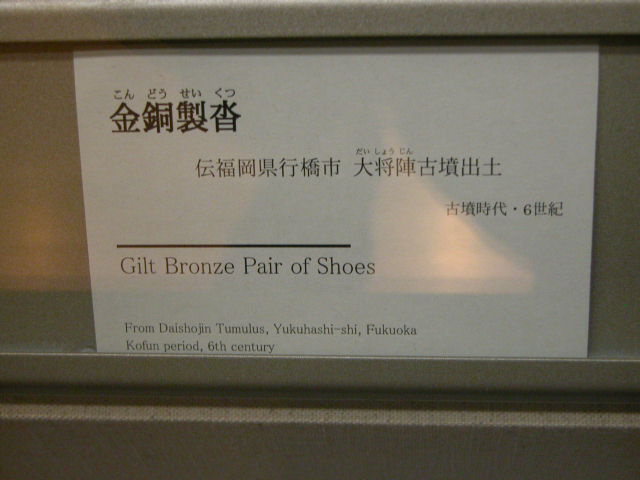 こん どう せい くつ
金銅製沓
だい しょう じん
伝福岡県行橋市 大将陣古墳出土
古墳時代・6世紀
Gilt Bronze Pair of Shoes
From Daishojin Tumulus, Yukuhashi-shi, Fukuoka
Kofun period, 6th century